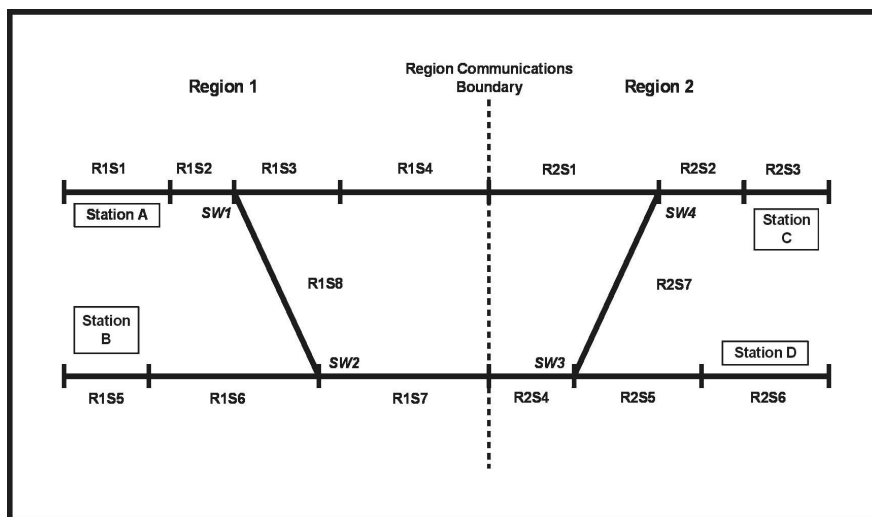 Region Communications
Boundary
Region 1
Region 2
R1S1
R1S2
R1S3
R1S4
R2S1
R2S2
R2S3
Station A
SW1
SW4
Station
C
R1S8
R2S7
Station
B
Station D
SW2
SW3
R1S5
R1S6
R1S7
R2S4
R2S5
R2S6